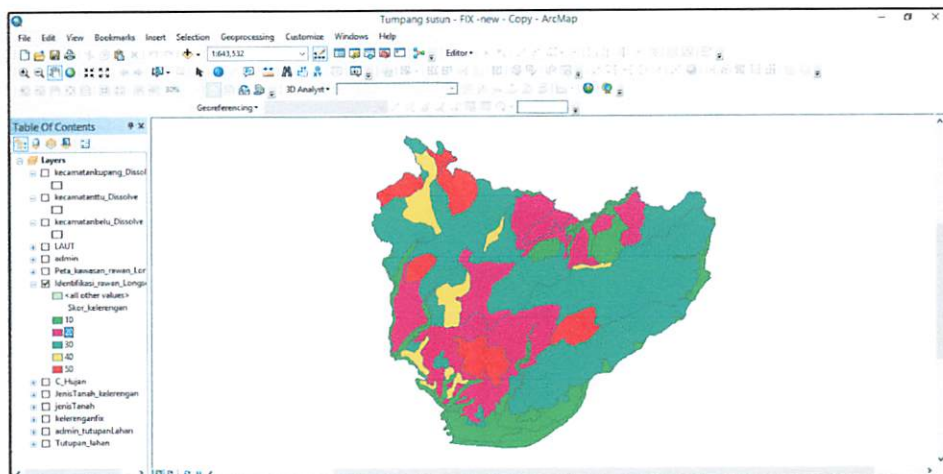 Tumpang susun - FIX -new - Copy - ArcMap
File Edit View Bookmarks Insert Selection Geoprocessing Customize Windows Help
1:643,532
Editor
3D Analyst
Georeferencing
Table Of Contents
Layers
kecamatankupang_Dissol
kecamatanttu_Dissolve
kecamatanbelu_Dissolve
LAUT
admin
Peta_kawasan_rawan_Lor
Identifikasi_rawan_Longs
<all other values>
Skor_kelerengan
10
20
30
40
50
C_Hujan
JenisTanah_kelerengan
jenisTanah
kelerenganfix
admin_tutupanLahan
Tutupan_lahan